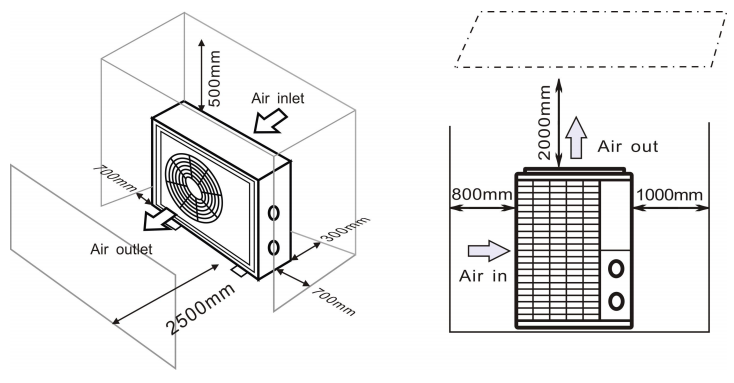 500mm
Air inlet
700mm
Air outlet
300mm
700mm
2500mm
2000mm
Air out
800mm
1000mm
Air in